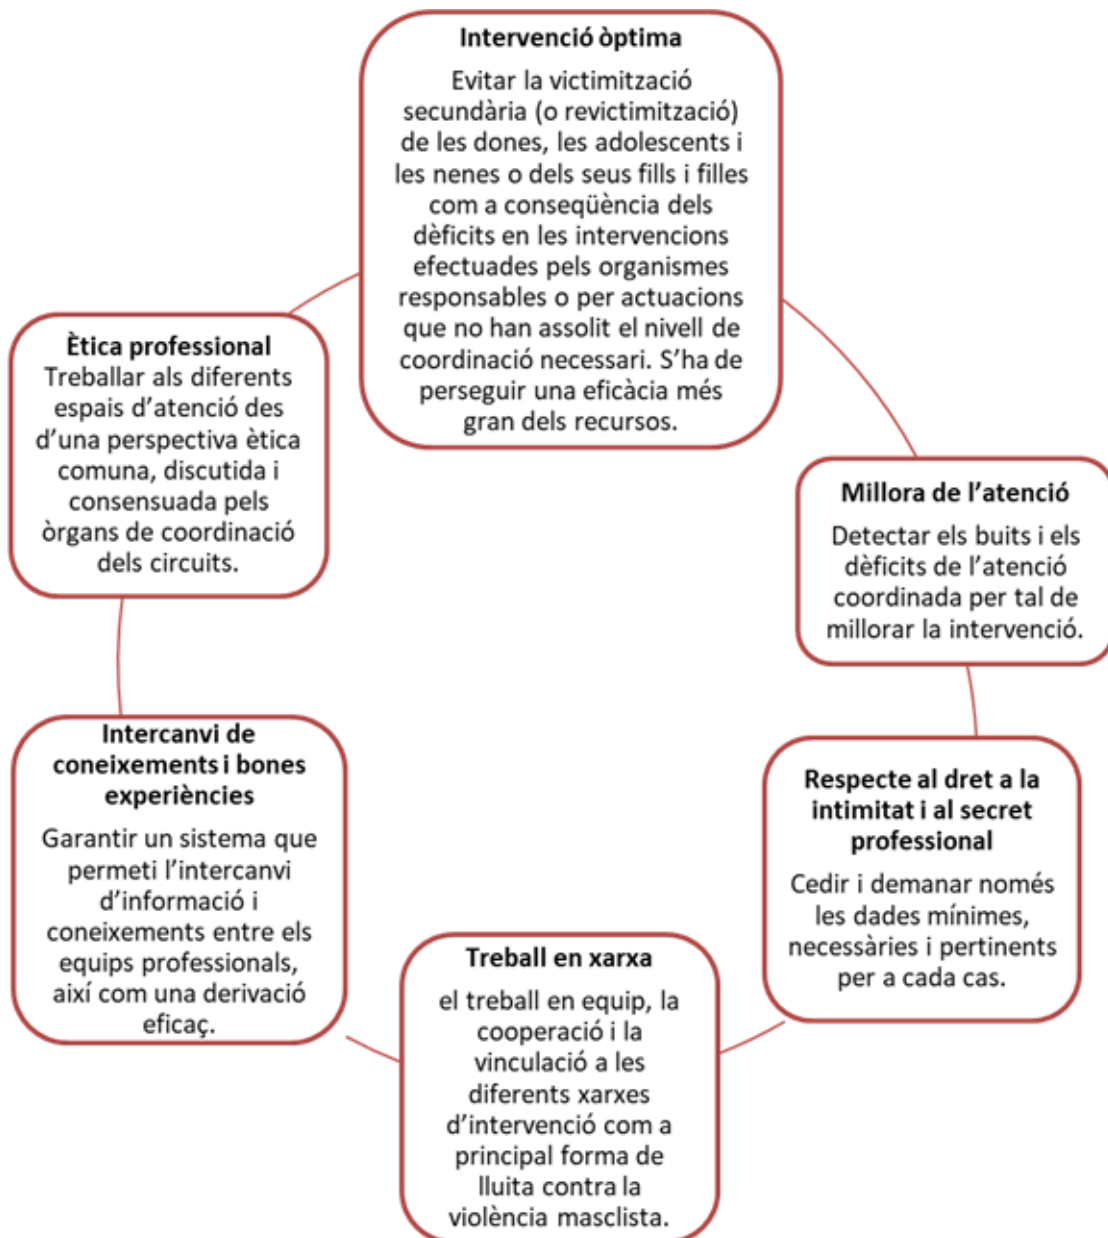 Intervenció òptima
Evitar la victimització
secundària (o revictimització)
de les dones, les adolescents i
les nenes o dels seus fills i filles
com a conseqüència dels
dèficits en les intervencions
efectuades pels organismes
responsables o per actuacions
que no han assolit el nivell de
coordinació necessari. S’ha de
perseguir una eficàcia més
gran dels recursos.
Millora de l’atenció
Detectar els buits i els
dèficits de l’atenció
coordinada per tal de
millorar la intervenció.
Respecte al dret a la
intimitat i al secret
professional
Cedir i demanar només
les dades mínimes,
necessàries i pertinents
per a cada cas.
Treball en xarxa
el treball en equip, la
cooperació i la
vinculació a les
diferents xarxes
d’intervenció com a
principal forma de
lluita contra la
violència masclista.
Intercanvi de
coneixements i bones
experiències
Garantir un sistema que
permeti l’intercanvi
d’informació i
coneixements entre els
equips professionals,
així com una derivació
eficaç.
Ètica professional
Treballar als diferents
espais d’atenció des
d’una perspectiva ètica
comuna, discutida i
consensuada pels
òrgans de coordinació
dels circuits.